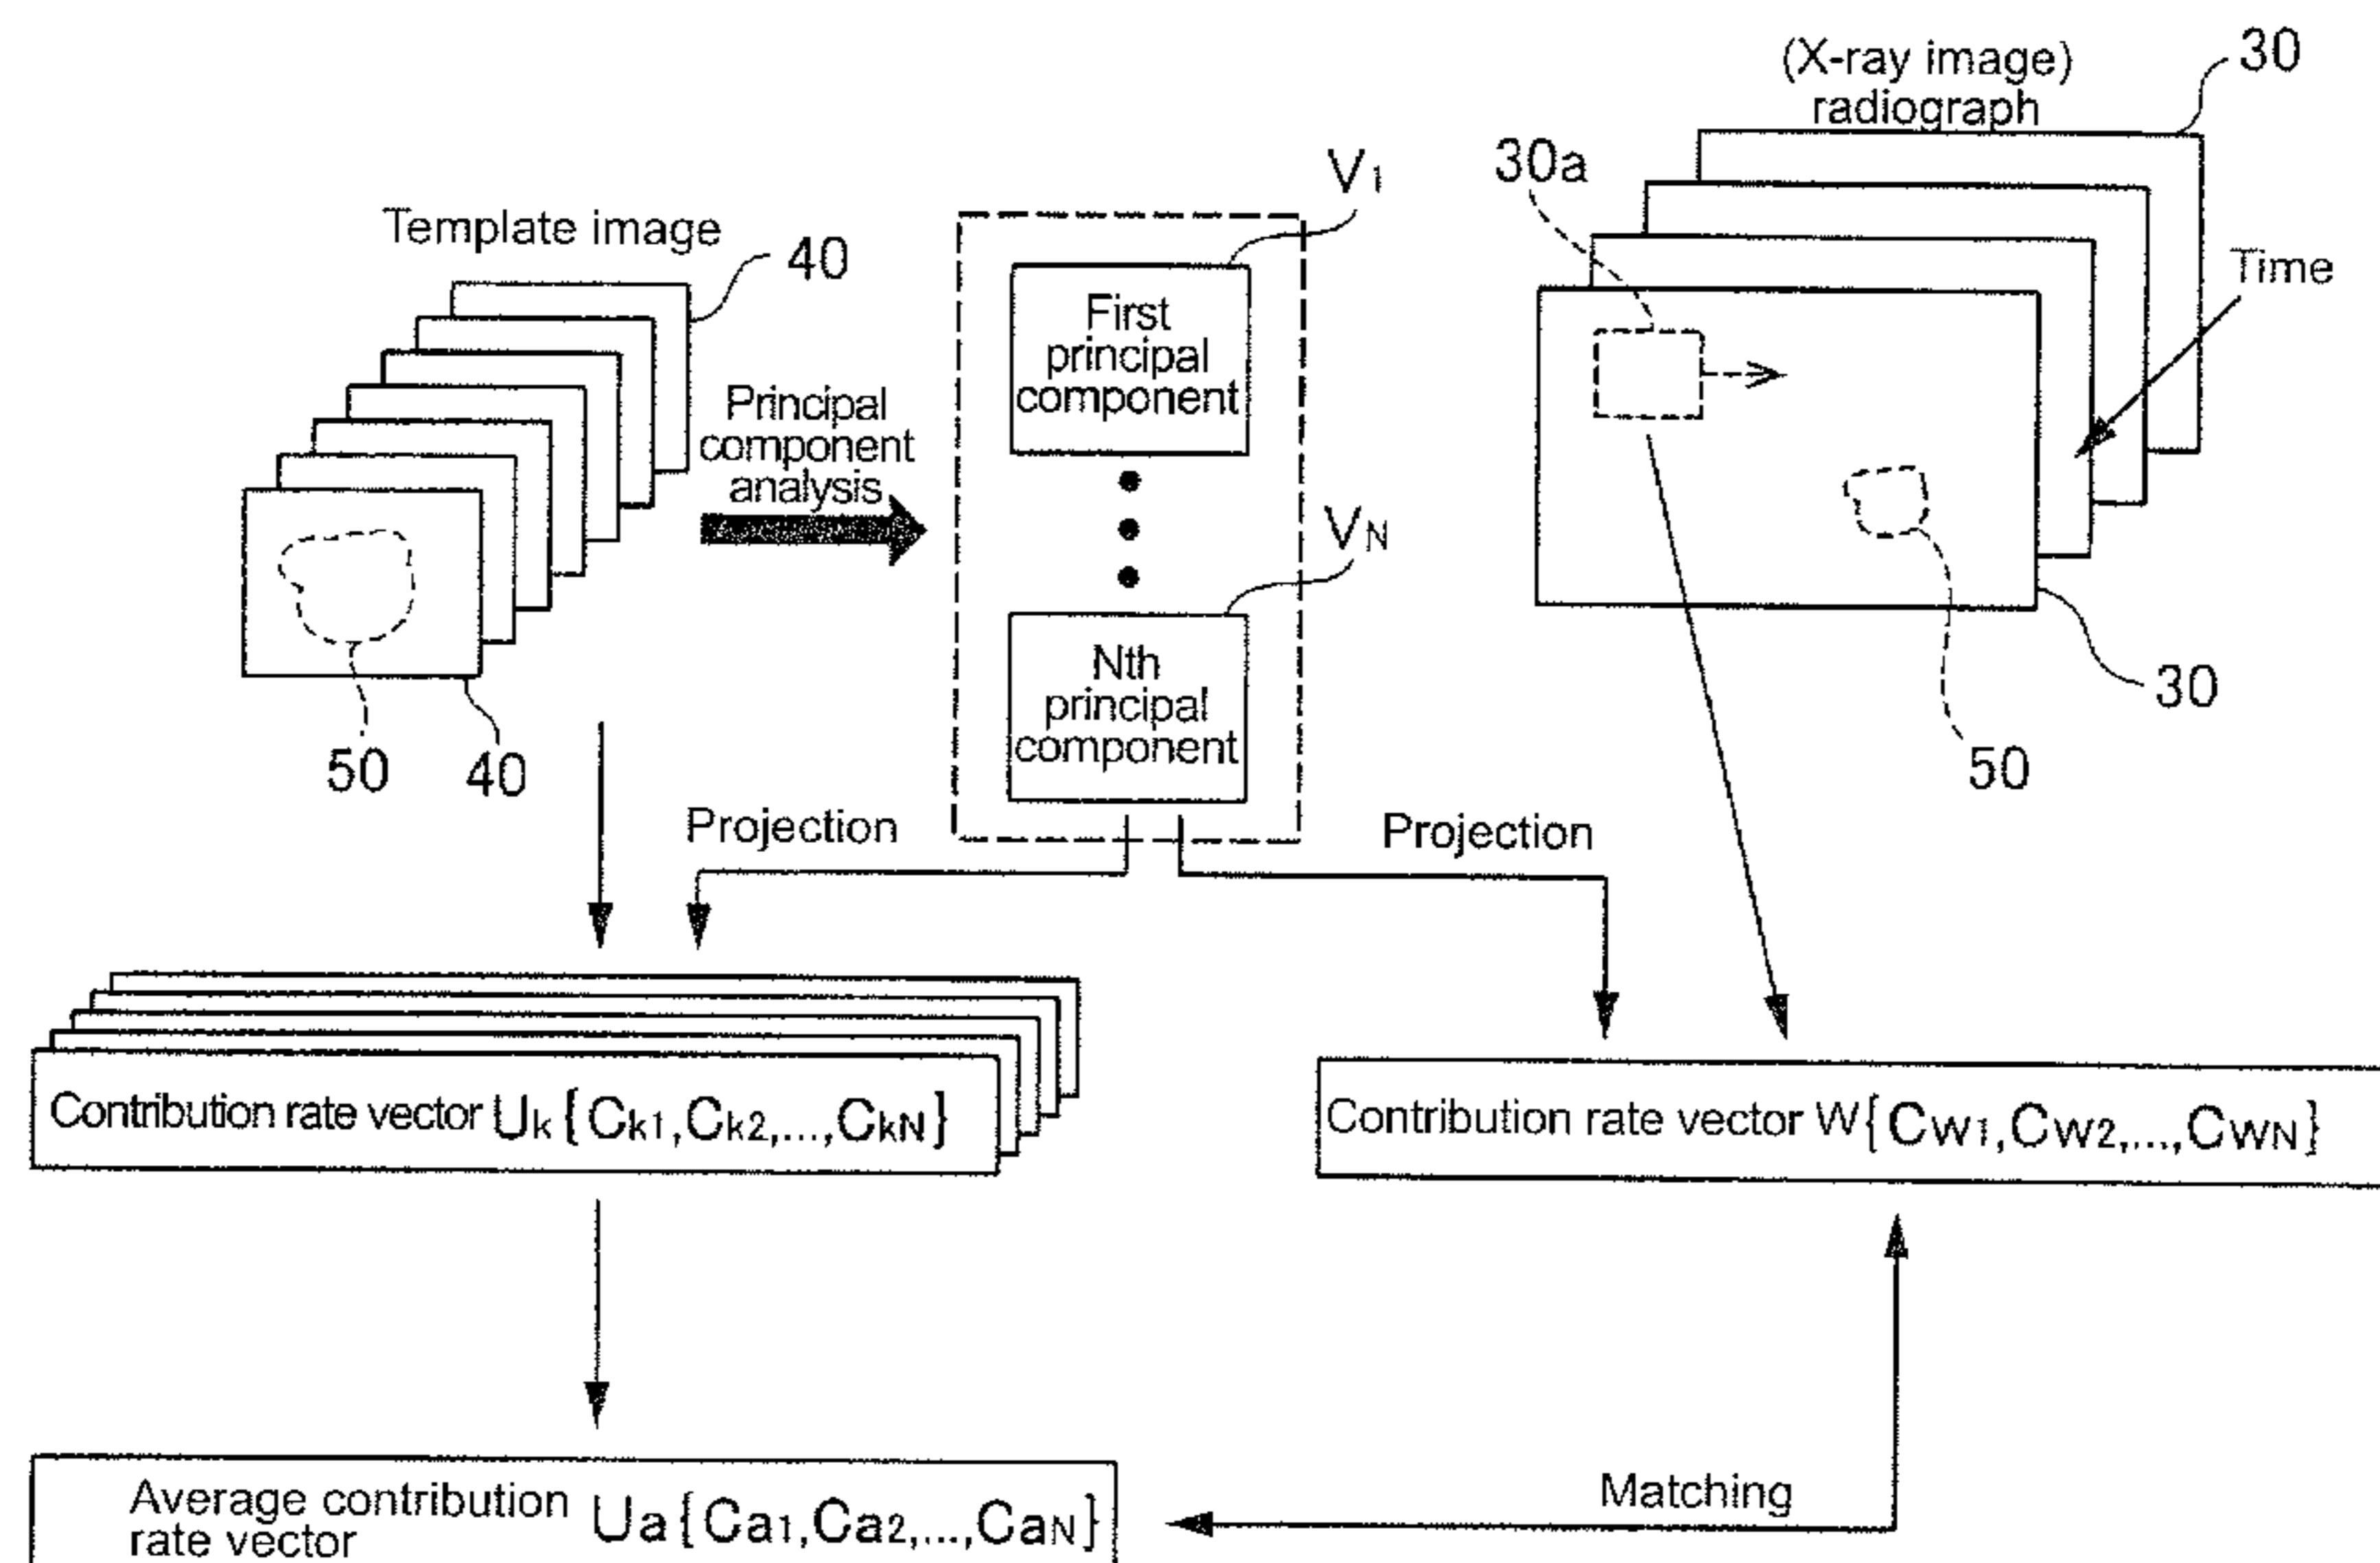 (X-ray image)
radiograph
30
30a
V1
Template image
40
Time
First
principal
component
Principal
component
analysis
VN
Nth
principal
component
30
50
40
50
Projection
Projection
Contribution rate vector Uk{Ck1,Ck2,...,CkN}
Contribution rate vector W{CW1,CW2,...,CWN}
Matching
Average contribution
rate vector
Ua{Ca1,Ca2,...,CaN}